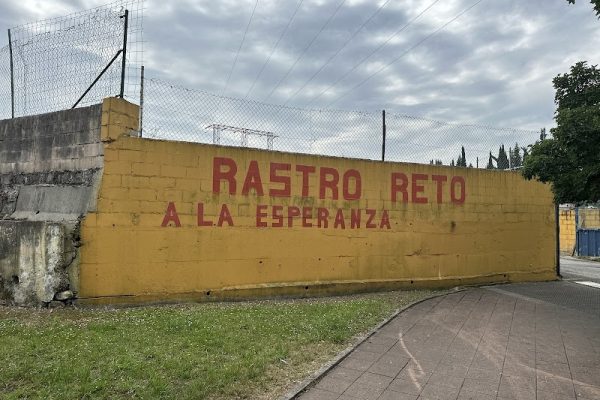 RASTRO RETO
A LA ESPERANZA